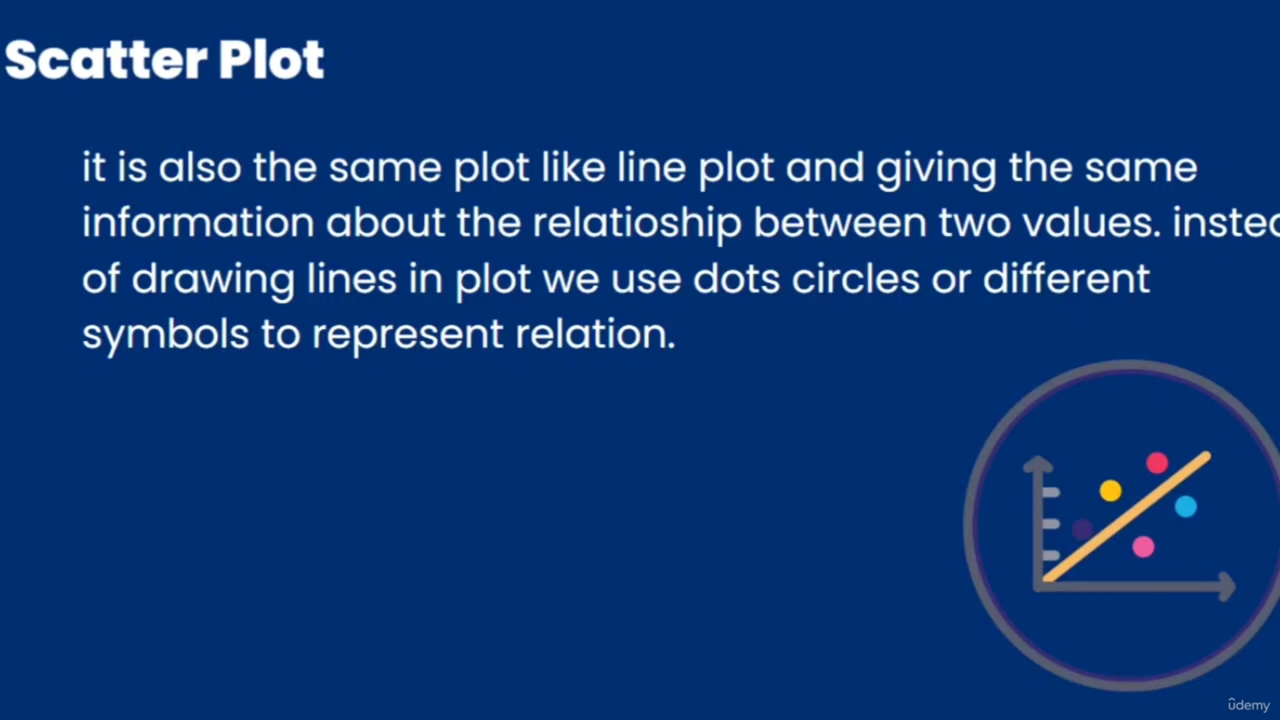 Scatter Plot
it is also the same plot like line plot and giving the same
information about the relatioship between two values.
of drawing lines in plot we use dots circles or different
symbols to represent relation.
ûdemy